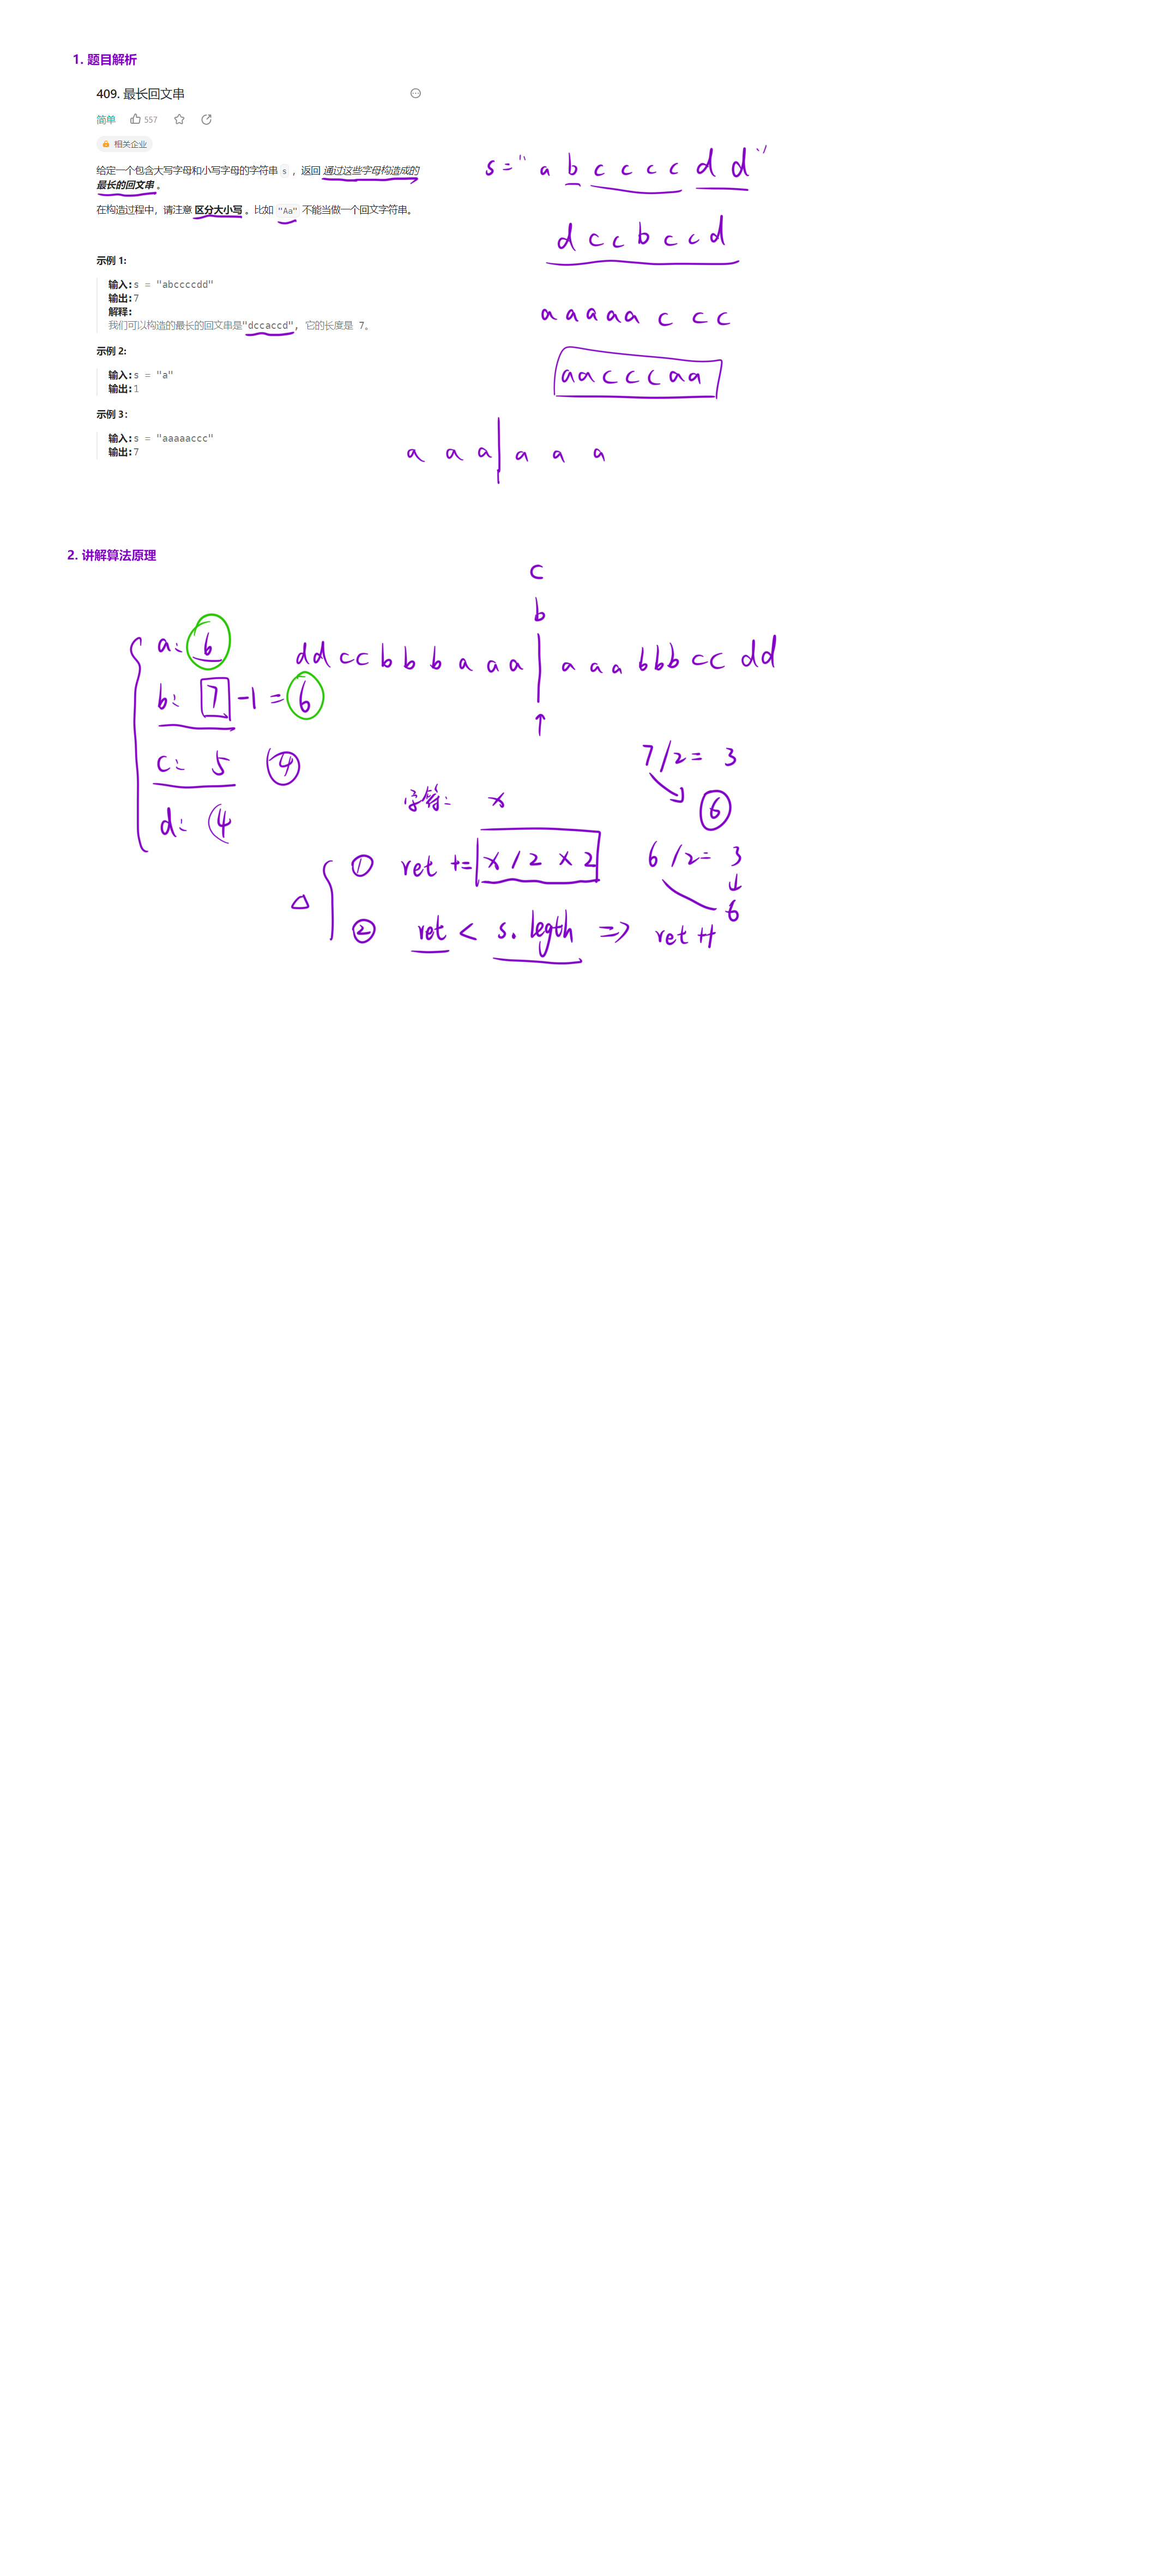 1. 题目解析
409. 最长回文串
简单 557
相关企业
给定一个包含大写字母和小写字母的字符串 s ，返回 通过这些字母构造成的
最长的回文串 。
在构造过程中，请注意 区分大小写 。比如 "Aa" 不能当做一个回文字符串。
示例 1:
输入:s = "abccccdd"
输出:7
解释:
我们可以构造的最长的回文串是"dccaccd", 它的长度是 7。
示例 2:
输入:s = "a"
输出:1
示例 3:
输入:s = "aaaaaccc"
输出:7
s = "a b c c c c d d"
d c c b c c d
a a a a a c c c
a a c c c a a
a a a | a a a
2. 讲解算法原理
c
b
a: 6
d d c c b b b a a a | a a a b b b c c d d
b: 7 - 1 = 6
c: 5 4
d: 4
7 / 2 = 3
6
字符: x
① ret += x / 2 × 2
6 / 2 = 3
6
② ret < s. legth => ret ++